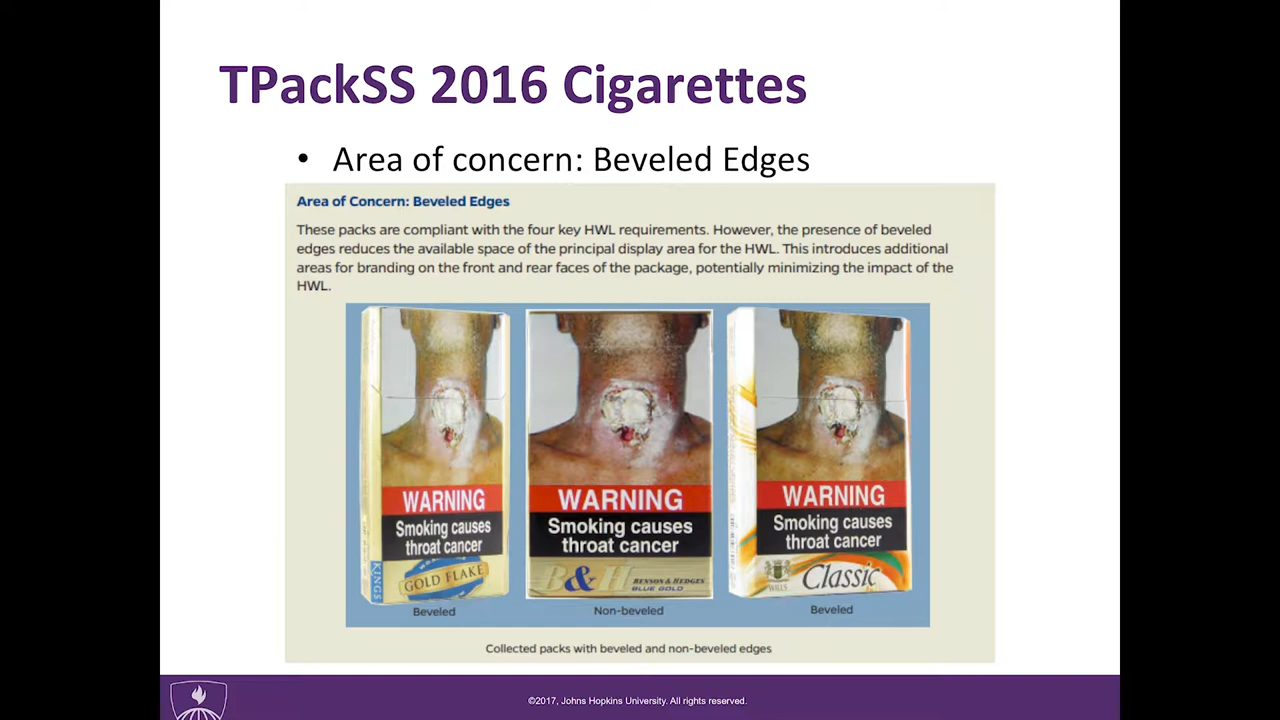 TPackSS 2016 Cigarettes
• Area of concern: Beveled Edges
Area of Concern: Beveled Edges
These packs are compliant with the four key HWL requirements. However, the presence of beveled
edges reduces the available space of the principal display area for the HWL. This introduces additional
areas for branding on the front and rear faces of the package, potentially minimizing the impact of the
HWL.
WARNING
Smoking causes
throat cancer
GOLD FLAKE
KINGS
Beveled
WARNING
Smoking causes
throat cancer
B&H
BENSON & HEDGES
BLUE GOLD
Non-beveled
WARNING
Smoking causes
throat cancer
WILLS
Classic
Beveled
Collected packs with beveled and non-beveled edges
©2017, Johns Hopkins University. All rights reserved.